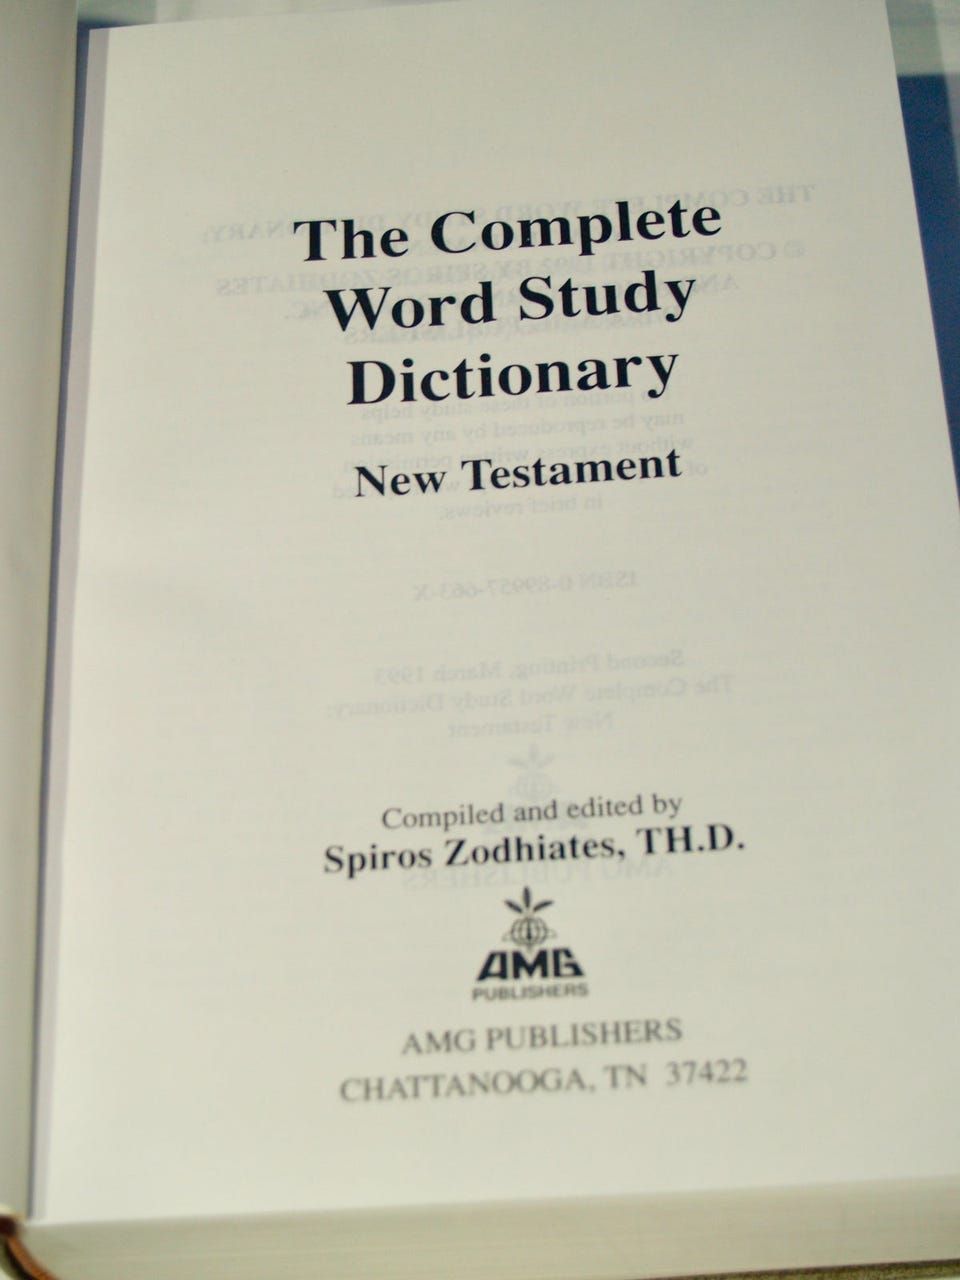 The Complete
Word Study
Dictionary
New Testament
Compiled and edited by
Spiros Zodhiates, TH.D.
AMG
PUBLISHERS
AMG PUBLISHERS
CHATTANOOGA, TN 37422